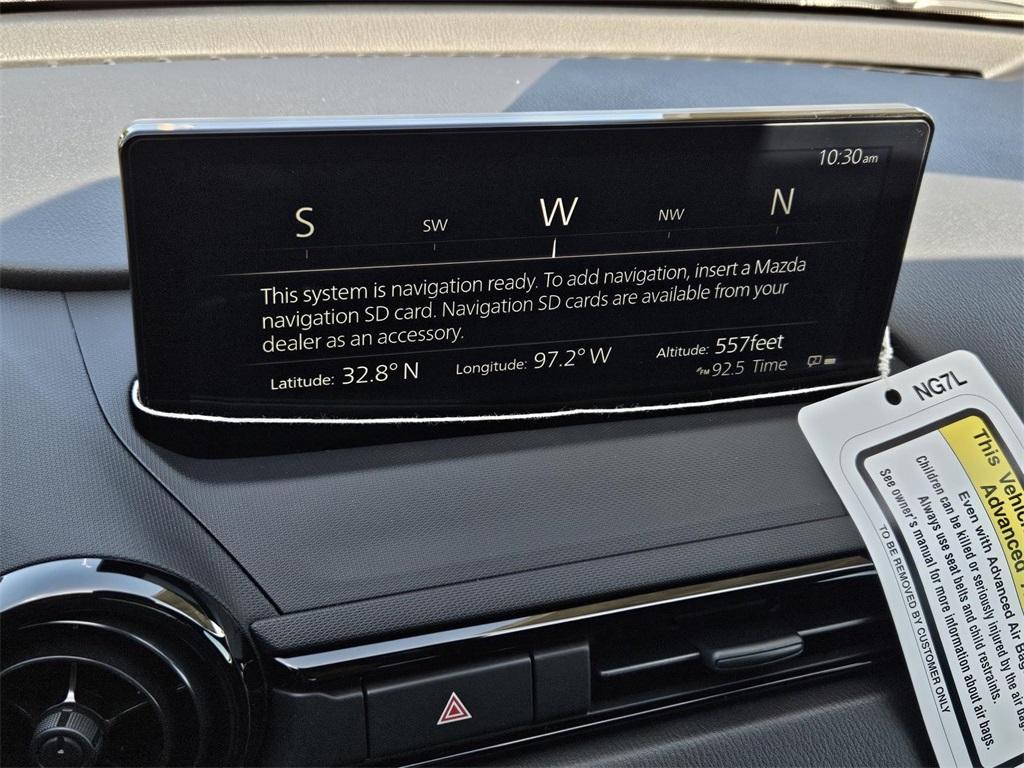 10:30am
S SW W NW N
This system is navigation ready. To add navigation, insert a Mazda
navigation SD card. Navigation SD cards are available from your
dealer as an accessory.
Latitude: 32.8° N Longitude: 97.2° W Altitude: 557feet
FM 92.5 Time
NG7L
This
Advanced
Even with Advanced Air Bag
Children can be killed or seriously injured by the air bag
Always use seat belts and child restraints.
See owner's manual for more information about air bags.
TO BE REMOVED BY CUSTOMER ONLY